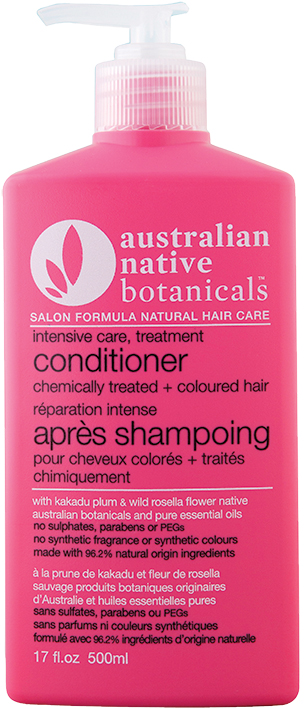 australian
native
botanicals™
SALON FORMULA NATURAL HAIR CARE
intensive care, treatment
conditioner
chemically treated + coloured hair
réparation intense
après shampoing
pour cheveux colorés + traités
chimiquement
with kakadu plum & wild rosella flower native
australian botanicals and pure essential oils
no sulphates, parabens or PEGs
no synthetic fragrance or synthetic colours
made with 96.2% natural origin ingredients
à la prune de kakadu et fleur de rosella
sauvage produits botaniques originaires
d'Australie et huiles essentielles pures
sans sulfates, parabens ou PEGs
sans parfums ni couleurs synthétiques
formulé avec 96.2% ingrédients d'origine naturelle
17 fl.oz 500ml